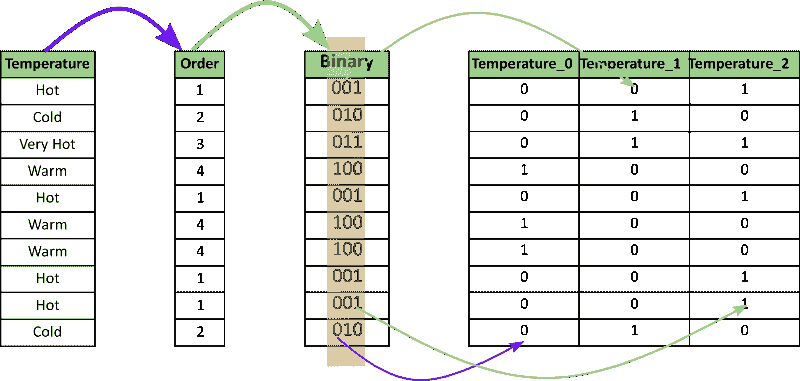 Temperature Order Binary Temperature_0 Temperature_1 Temperature_2
Hot 1 001 0 0 1
Cold 2 010 0 1 0
Very Hot 3 011 0 1 1
Warm 4 100 1 0 0
Hot 1 001 0 0 1
Warm 4 100 1 0 0
Warm 4 100 1 0 0
Hot 1 001 0 0 1
Hot 1 001 0 0 1
Cold 2 010 0 1 0